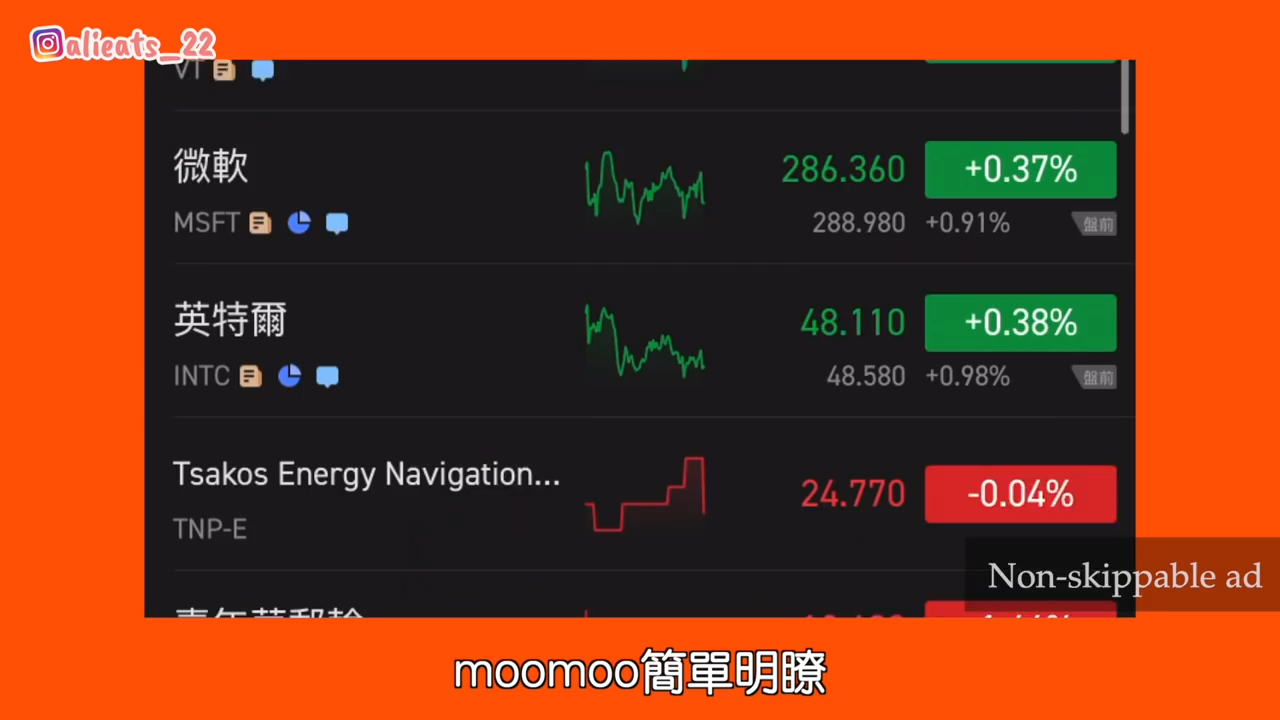 alieats_22
VT
微軟
286.360
+0.37%
MSFT
288.980
+0.91%
盤前
英特爾
48.110
+0.38%
INTC
48.580
+0.98%
盤前
Tsakos Energy Navigation...
24.770
-0.04%
TNP-E
Non-skippable ad
moomoo簡單明瞭